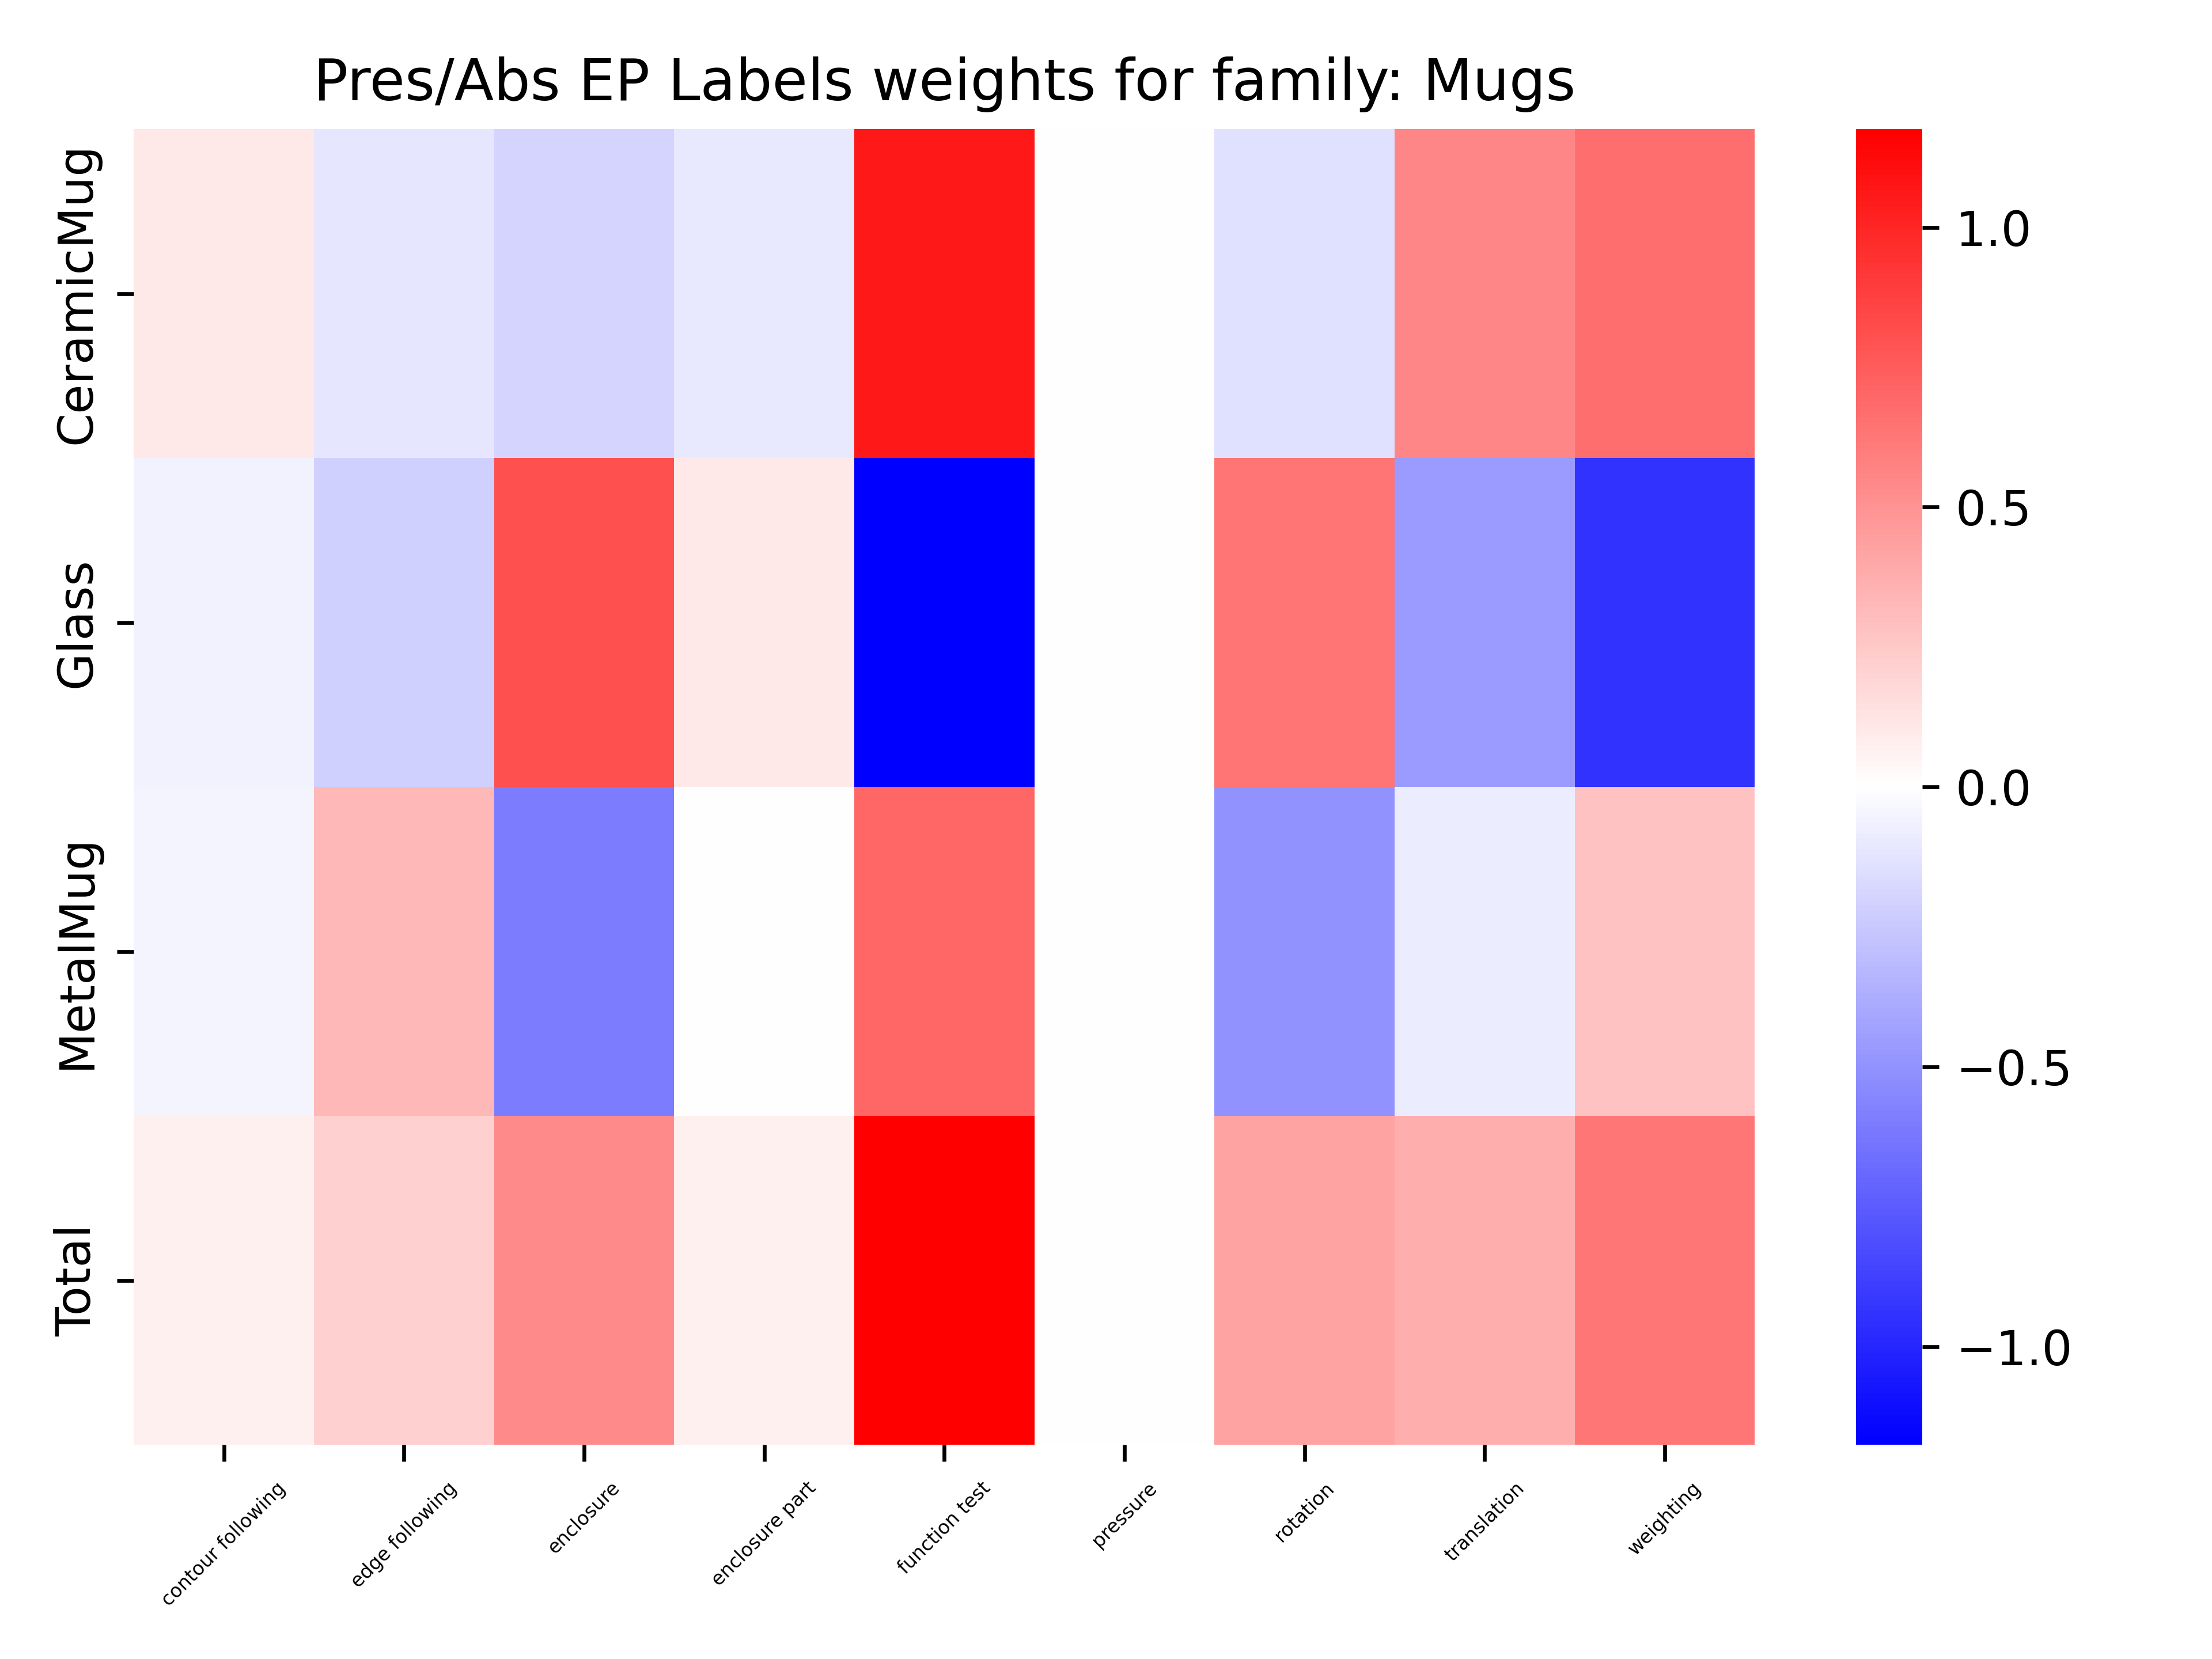 Pres/Abs EP Labels weights for family: Mugs
CeramicMug
Glass
MetalMug
Total
contour following
edge following
enclosure
enclosure part
function test
pressure
rotation
translation
weighting
1.0
0.5
0.0
−0.5
−1.0